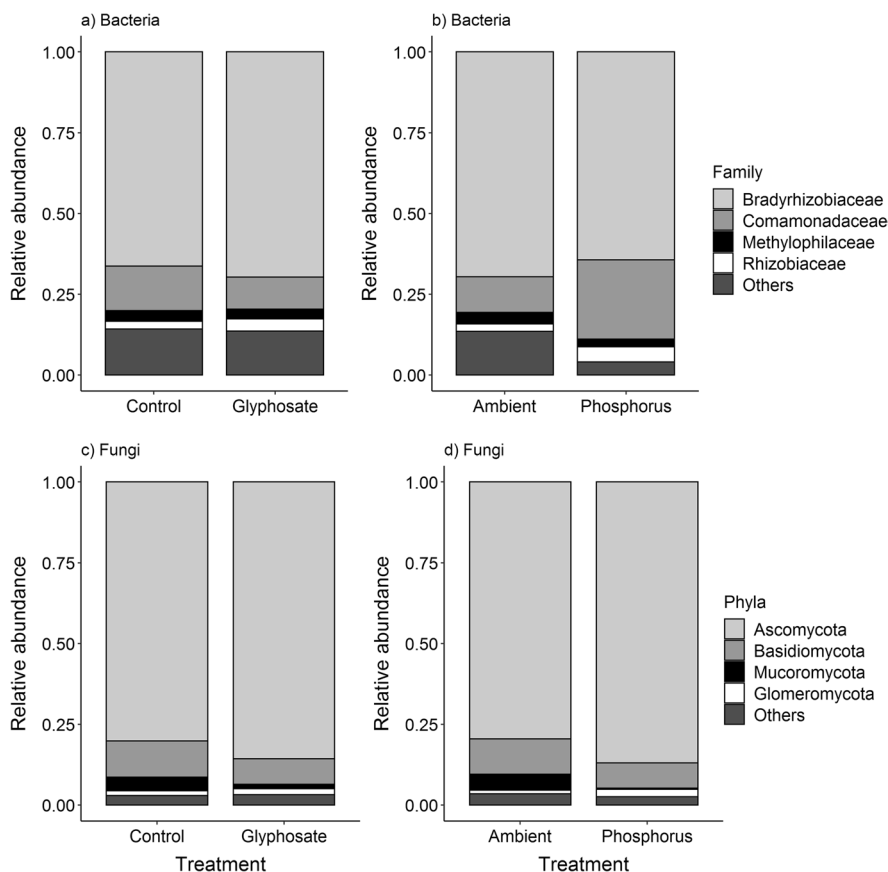 a) Bacteria
b) Bacteria
Relative abundance
1.00
0.75
0.50
0.25
0.00
Control
Glyphosate
Relative abundance
1.00
0.75
0.50
0.25
0.00
Ambient
Phosphorus
Family
Bradyrhizobiaceae
Comamonadaceae
Methylophilaceae
Rhizobiaceae
Others
c) Fungi
d) Fungi
Relative abundance
1.00
0.75
0.50
0.25
0.00
Control
Glyphosate
Treatment
Relative abundance
1.00
0.75
0.50
0.25
0.00
Ambient
Phosphorus
Treatment
Phyla
Ascomycota
Basidiomycota
Mucoromycota
Glomeromycota
Others